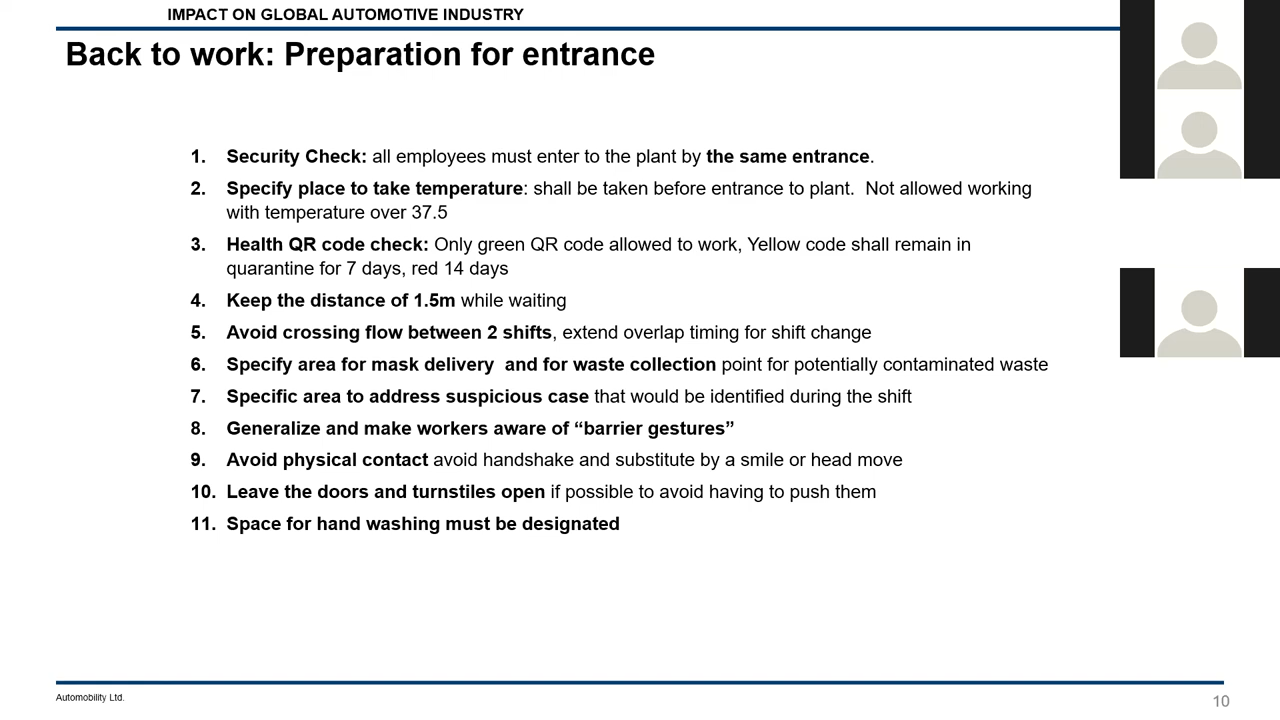 IMPACT ON GLOBAL AUTOMOTIVE INDUSTRY
Back to work: Preparation for entrance
1. Security Check: all employees must enter to the plant by the same entrance.
2. Specify place to take temperature: shall be taken before entrance to plant.  Not allowed working
with temperature over 37.5
3. Health QR code check: Only green QR code allowed to work, Yellow code shall remain in
quarantine for 7 days, red 14 days
4. Keep the distance of 1.5m while waiting
5. Avoid crossing flow between 2 shifts, extend overlap timing for shift change
6. Specify area for mask delivery  and for waste collection point for potentially contaminated waste
7. Specific area to address suspicious case that would be identified during the shift
8. Generalize and make workers aware of “barrier gestures”
9. Avoid physical contact avoid handshake and substitute by a smile or head move
10. Leave the doors and turnstiles open if possible to avoid having to push them
11. Space for hand washing must be designated
Automobility Ltd.
10